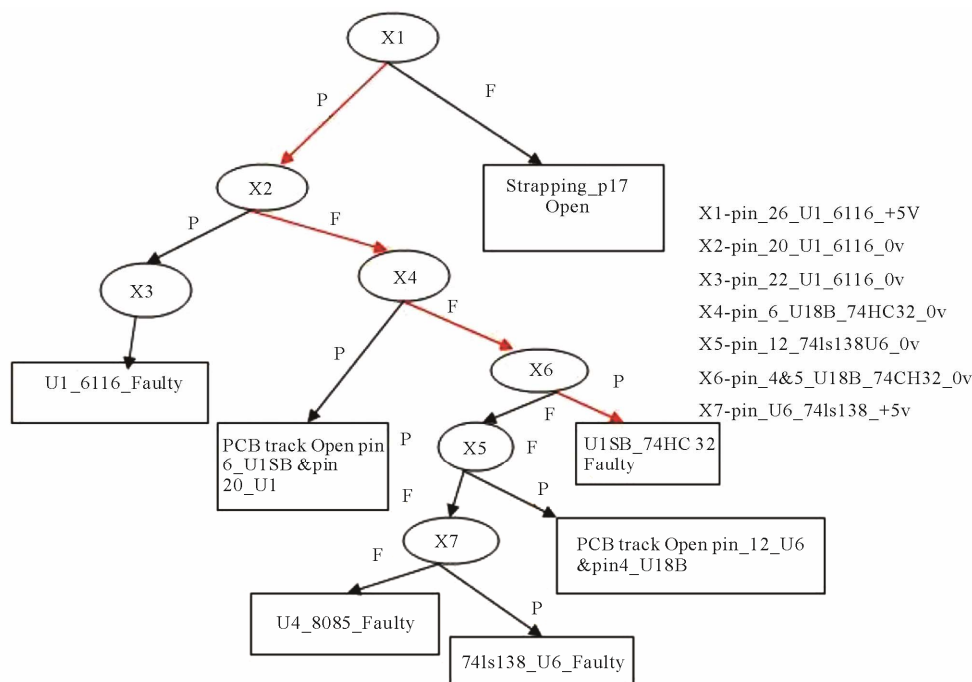 X1
P
F
X2
Strapping_p17
Open
P
F
X3
X4
F
P
U1_6116_Faulty
X6
P
F
PCB track Open pin
6_U1SB &pin
20_U1
P
X5
F
U1SB_74HC 32
Faulty
F
P
X7
PCB track Open pin_12_U6
&pin4_U18B
F
P
U4_8085_Faulty
74ls138_U6_Faulty
X1-pin_26_U1_6116_+5V
X2-pin_20_U1_6116_0v
X3-pin_22_U1_6116_0v
X4-pin_6_U18B_74HC32_0v
X5-pin_12_74ls138U6_0v
X6-pin_4&5_U18B_74CH32_0v
X7-pin_U6_74ls138_+5v